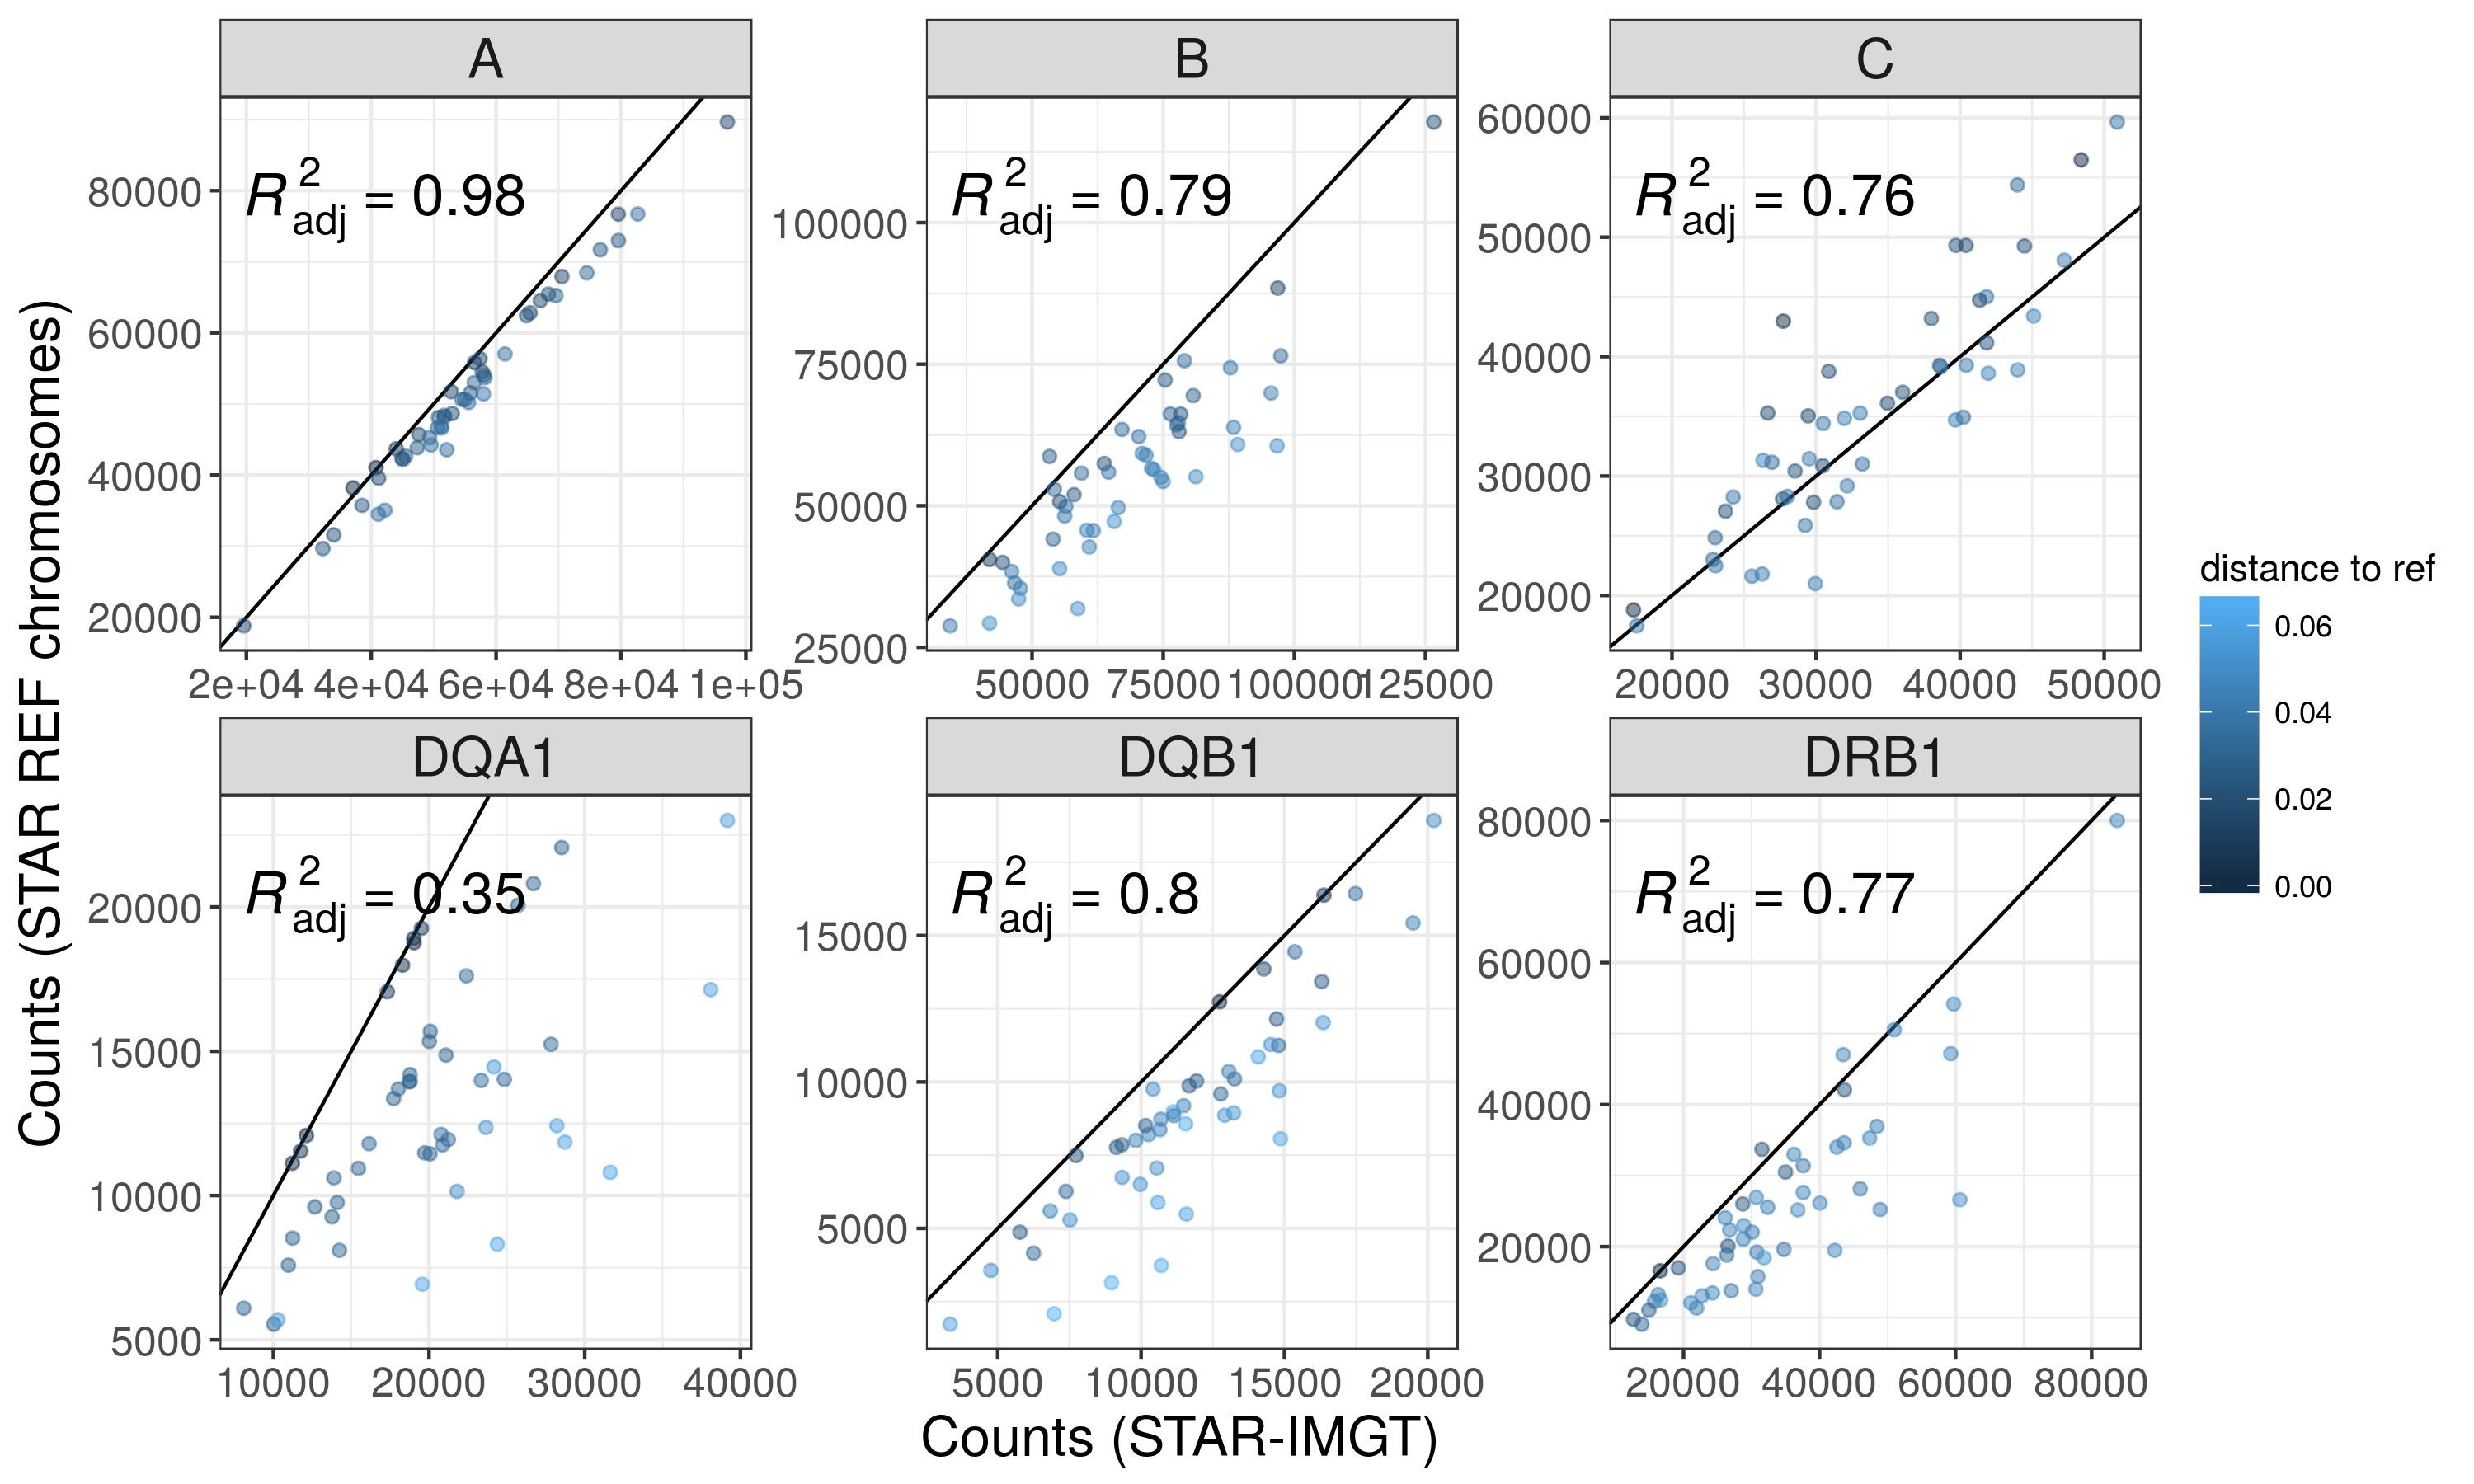 A
B
C
Counts (STAR REF chromosomes)
80000
60000
40000
20000
R²adj = 0.98
2e+04 4e+04 6e+04 8e+04 1e+05
100000
75000
50000
25000
R²adj = 0.79
50000 75000 100000 125000
60000
50000
40000
30000
20000
R²adj = 0.76
20000 30000 40000 50000
DQA1
DQB1
DRB1
20000
15000
10000
5000
R²adj = 0.35
10000 20000 30000 40000
15000
10000
5000
R²adj = 0.8
5000 10000 15000 20000
80000
60000
40000
20000
R²adj = 0.77
20000 40000 60000 80000
Counts (STAR-IMGT)
distance to ref
0.06
0.04
0.02
0.00